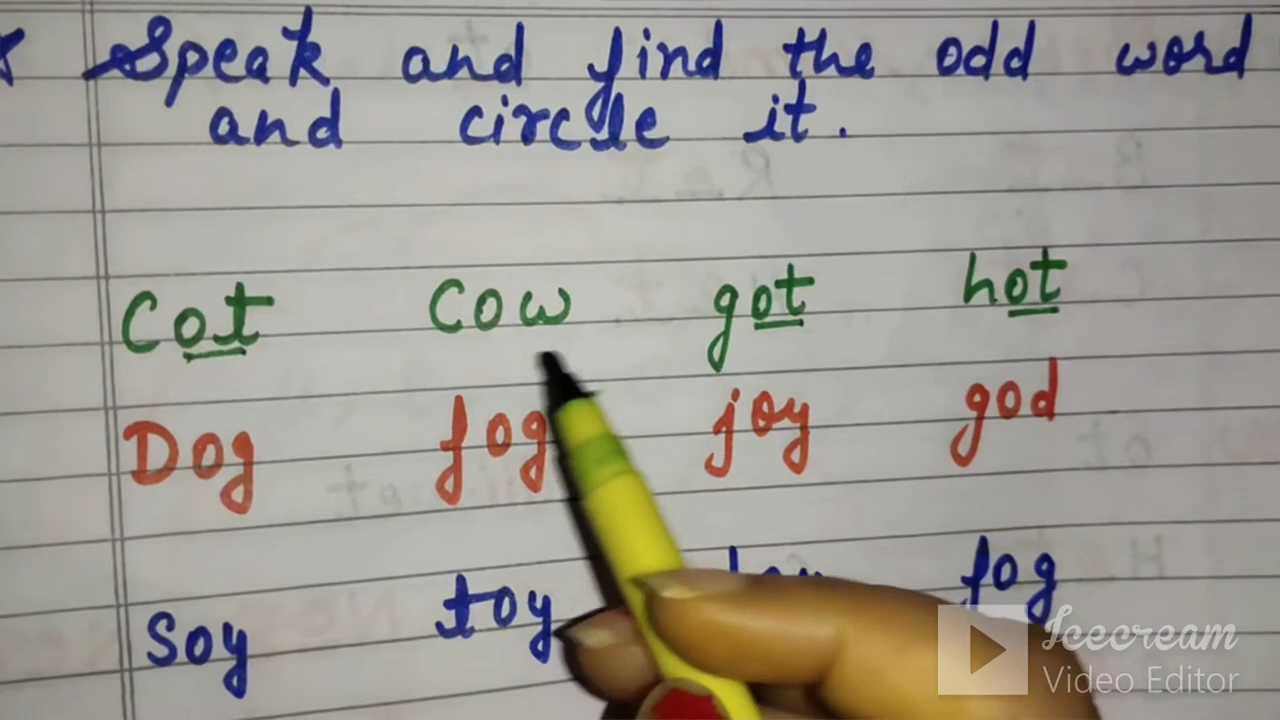 Speak and find the odd word
and circle it.
Cot cow got hot
Dog fog joy god
Soy toy fog
Icecream
Video Editor